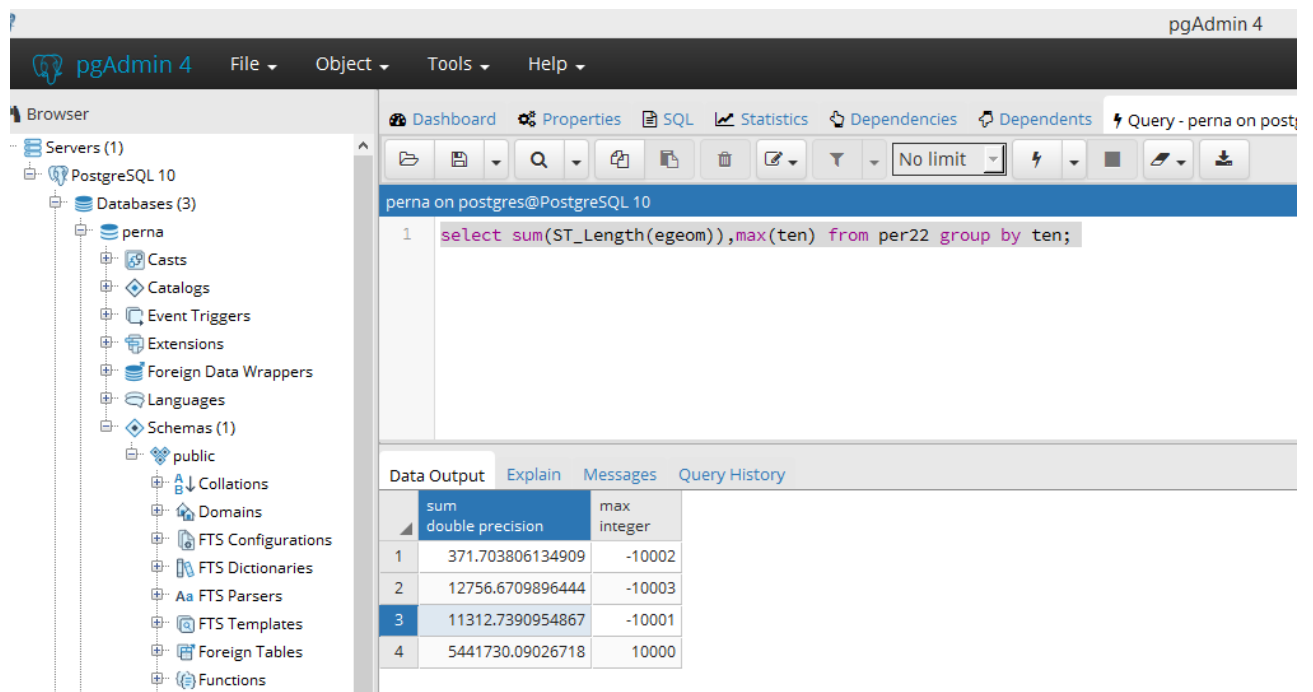 pgAdmin 4
pgAdmin 4 File Object Tools Help
Browser
Servers (1)
PostgreSQL 10
Databases (3)
perna
Casts
Catalogs
Event Triggers
Extensions
Foreign Data Wrappers
Languages
Schemas (1)
public
Collations
Domains
FTS Configurations
FTS Dictionaries
Aa FTS Parsers
FTS Templates
Foreign Tables
Functions
Dashboard Properties SQL Statistics Dependencies Dependents Query - perna on postg
No limit
perna on postgres@PostgreSQL 10
1 select sum(ST_Length(egeom)),max(ten) from per22 group by ten;
Data Output Explain Messages Query History
sum max
double precision integer
1 371.703806134909 -10002
2 12756.6709896444 -10003
3 11312.7390954867 -10001
4 5441730.09026718 10000